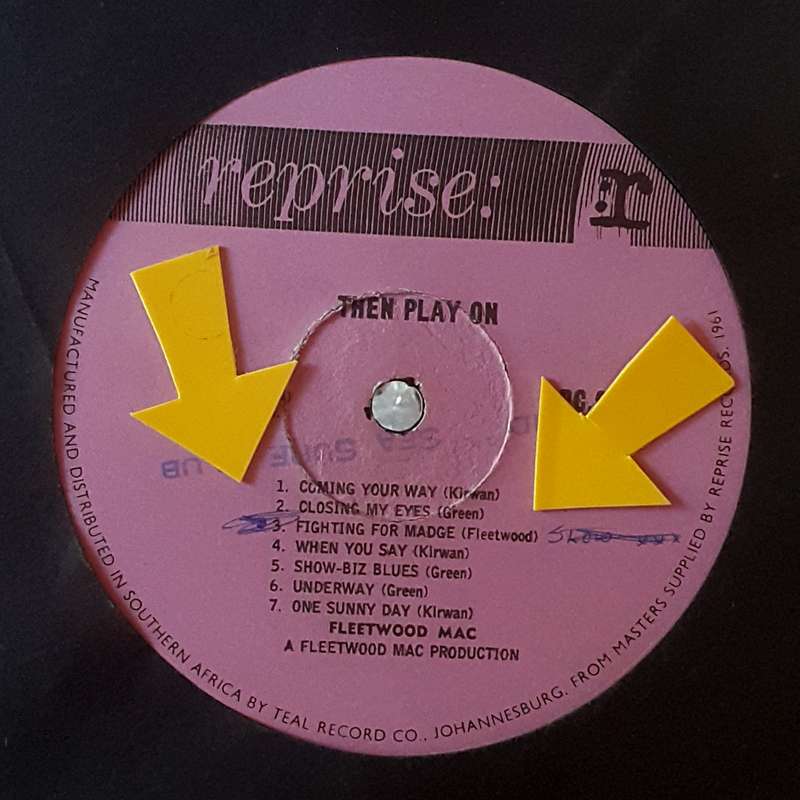 reprise:
:r
THEN PLAY ON
1. COMING YOUR WAY (Kirwan)
2. CLOSING MY EYES (Green)
3. FIGHTING FOR MADGE (Fleetwood)
4. WHEN YOU SAY (Kirwan)
5. SHOW-BIZ BLUES (Green)
6. UNDERWAY (Green)
7. ONE SUNNY DAY (Kirwan)
FLEETWOOD MAC
A FLEETWOOD MAC PRODUCTION
MANUFACTURED AND DISTRIBUTED IN SOUTHERN AFRICA BY TEAL RECORD CO., JOHANNESBURG. FROM MASTERS SUPPLIED BY REPRISE RECORDS. 1961